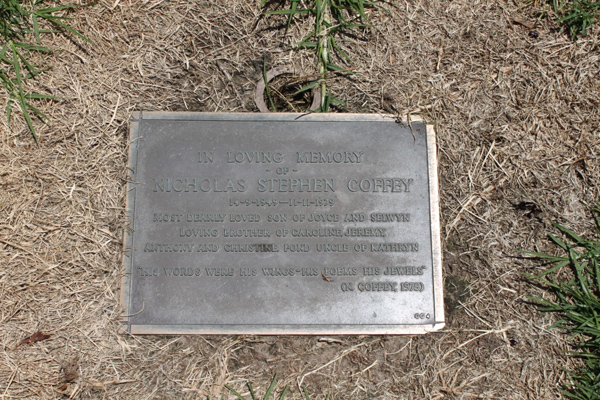 IN LOVING MEMORY
- OF -
NICHOLAS STEPHEN COFFEY
MOST DEARLY LOVED SON OF JOYCE AND SELWYN
LOVING BROTHER OF CAROLINE, JEREMY,
ANTHONY AND CHRISTINE, FOND UNCLE OF KATHRYN
"HIS WORDS WERE HIS WINGS-HIS POEMS HIS JEWELS"
(N. COFFEY,